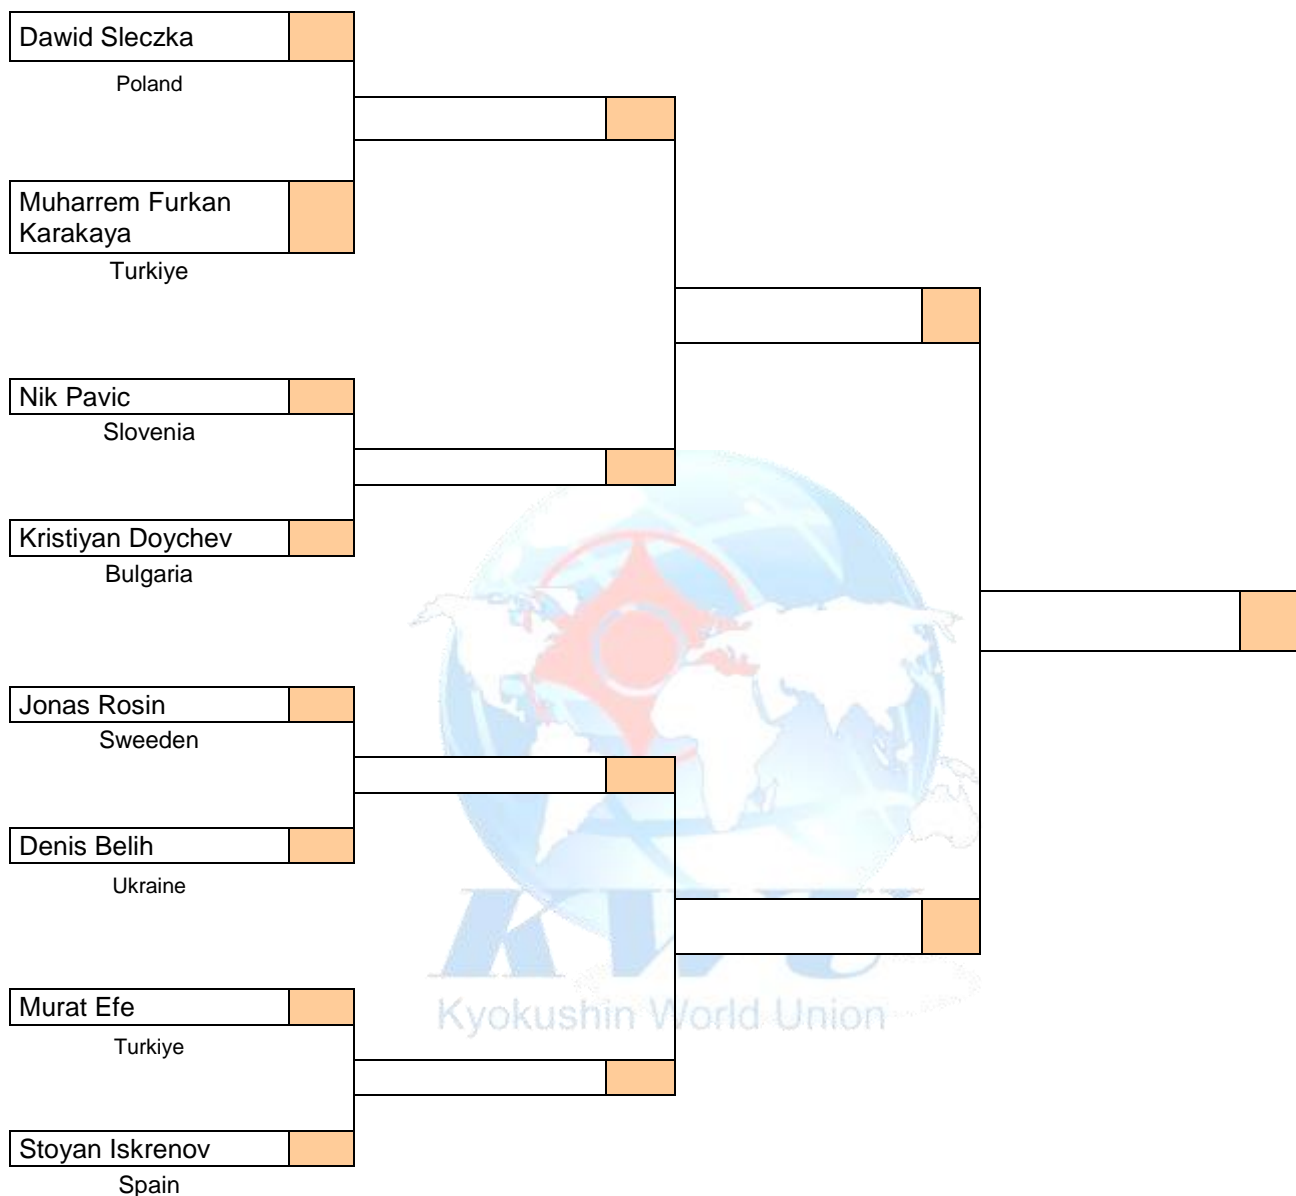 Dawid Sleczka
Poland
Muharrem Furkan
Karakaya
Turkiye
Nik Pavic
Slovenia
Kristiyan Doychev
Bulgaria
Jonas Rosin
Sweeden
Denis Belih
Ukraine
KWU
Kyokushin World Union
Murat Efe
Turkiye
Stoyan Iskrenov
Spain